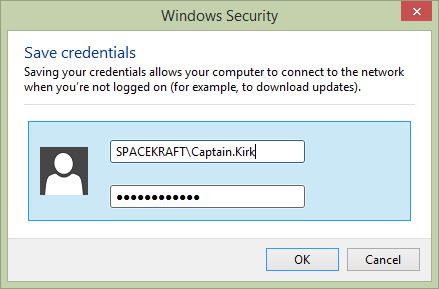 Windows Security
Save credentials
Saving your credentials allows your computer to connect to the network
when you're not logged on (for example, to download updates).
SPACEKRAFT\Captain.Kirk
●●●●●●●●●●●●
OK Cancel